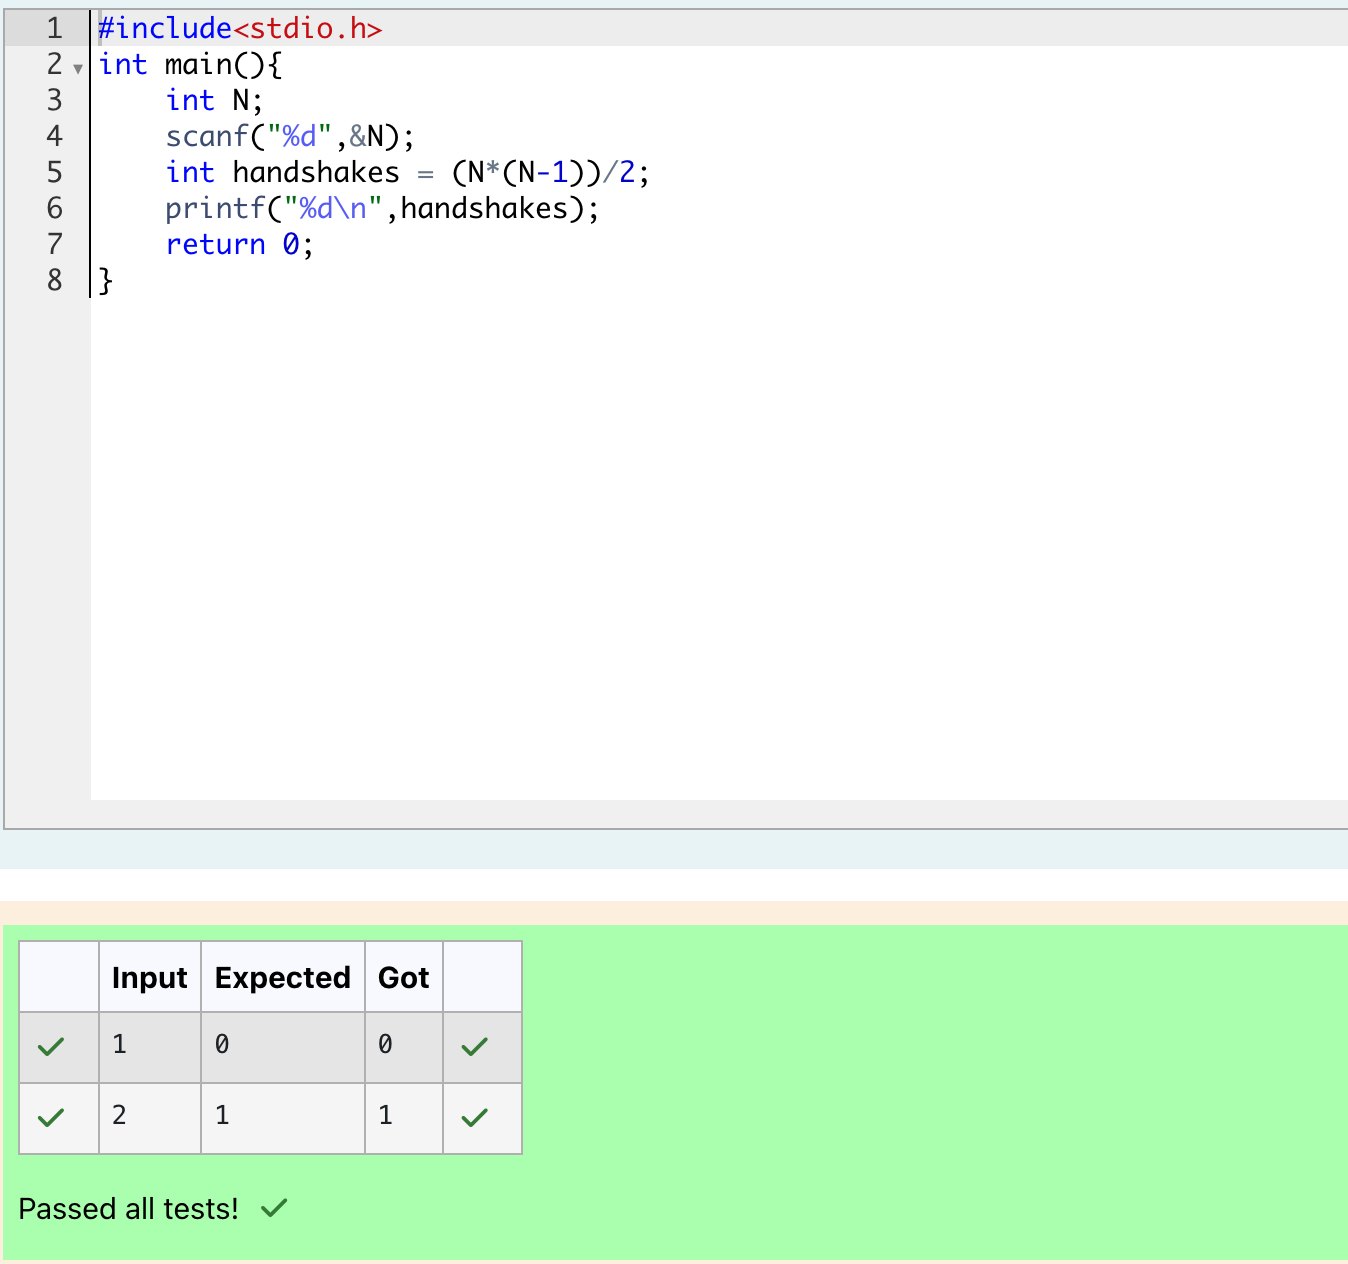 1 #include<stdio.h>
2 int main(){
3     int N;
4     scanf("%d",&N);
5     int handshakes = (N*(N-1))/2;
6     printf("%d\n",handshakes);
7     return 0;
8 }
Input Expected Got
1 0 0
2 1 1
Passed all tests!